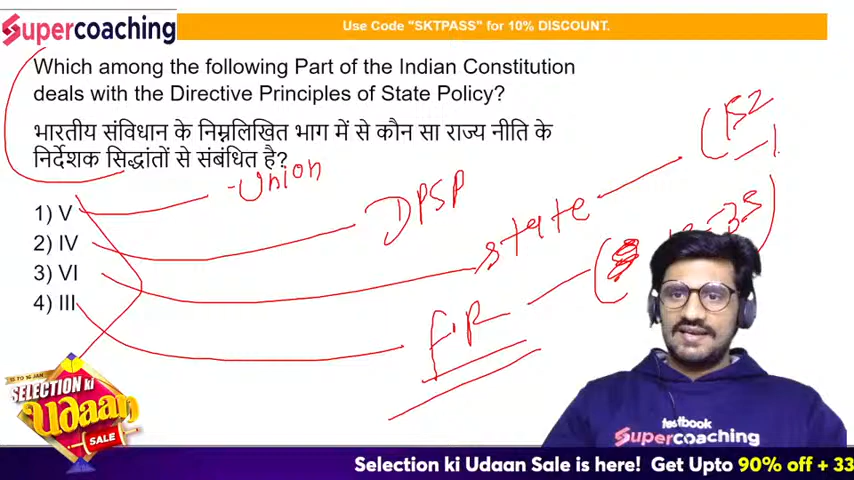 Supercoaching
Use Code "SKTPASS" for 10% DISCOUNT.
Which among the following Part of the Indian Constitution
deals with the Directive Principles of State Policy?
भारतीय संविधान के निम्नलिखित भाग में से कौन सा राज्य नीति के
निर्देशक सिद्धांतों से संबंधित है?
Union
1) V
2) IV
3) VI
4) III
DPSP
state
(152
FR
SELECTION ki
Udaan
SALE
testbook
Supercoaching
Selection ki Udaan Sale is here! Get Upto 90% off + 33